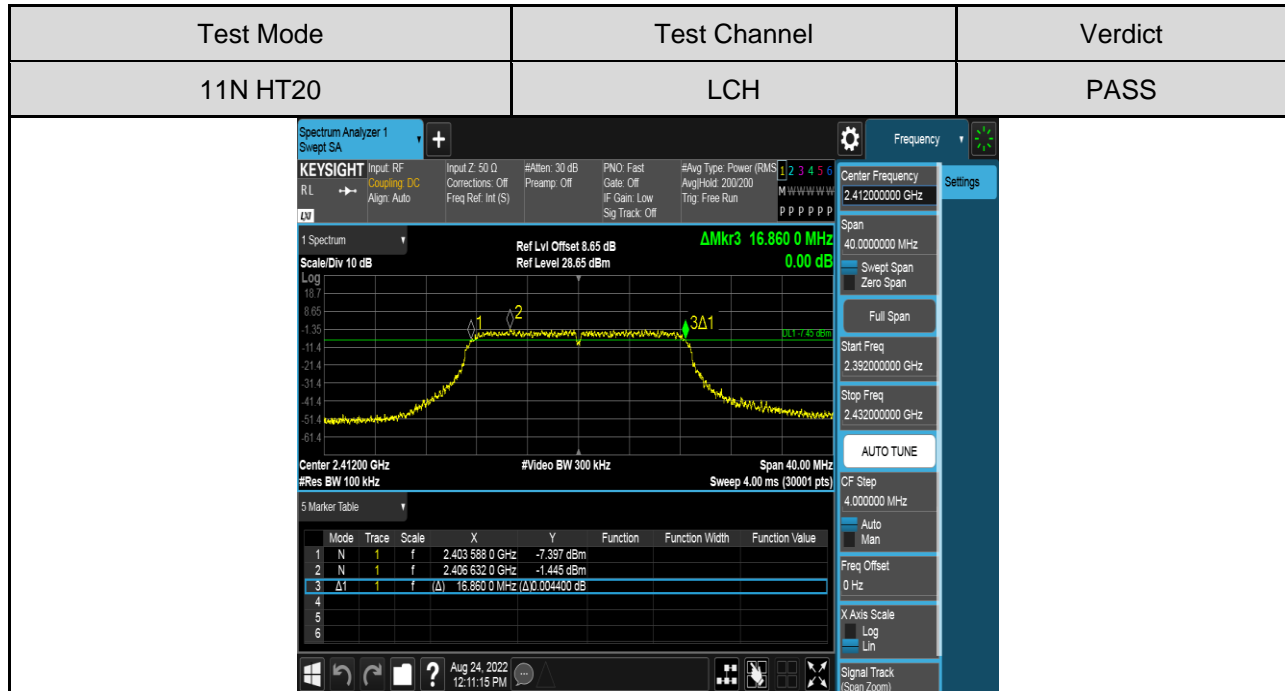 Test Mode Test Channel Verdict
11N HT20 LCH PASS
Spectrum Analyzer 1
Swept SA
+
Frequency
KEYSIGHT Input: RF Input Z: 50 Ω #Atten: 30 dB PNO: Fast #Avg Type: Power (RMS 1 2 3 4 5 6
RL Coupling: DC Corrections: Off Preamp: Off Gate: Off Avg|Hold: 200/200 M W W W W W
Align: Auto Freq Ref: Int (S) IF Gain: Low Trig: Free Run
Sig Track: Off P P P P P P
LXI
1 Spectrum
Ref Lvl Offset 8.65 dB ΔMkr3 16.860 0 MHz
Scale/Div 10 dB Ref Level 28.65 dBm 0.00 dB
Log
18.7
8.65
-1.35
-11.4
-21.4
-31.4
-41.4
-51.4
-61.4
1 2 3Δ1
DL1 -7.45 dBm
Center 2.41200 GHz #Video BW 300 kHz Span 40.00 MHz
#Res BW 100 kHz Sweep 4.00 ms (30001 pts)
5 Marker Table
Mode Trace Scale X Y Function Function Width Function Value
1 N 1 f 2.403 588 0 GHz -7.397 dBm
2 N 1 f 2.406 632 0 GHz -1.445 dBm
3 Δ1 1 f (Δ) 16.860 0 MHz (Δ)0.004400 dB
4
5
6
? Aug 24, 2022
12:11:15 PM
Center Frequency
2.412000000 GHz
Settings
Span
40.0000000 MHz
Swept Span
Zero Span
Full Span
Start Freq
2.392000000 GHz
Stop Freq
2.432000000 GHz
AUTO TUNE
CF Step
4.000000 MHz
Auto
Man
Freq Offset
0 Hz
X Axis Scale
Log
Lin
Signal Track
(Span Zoom)